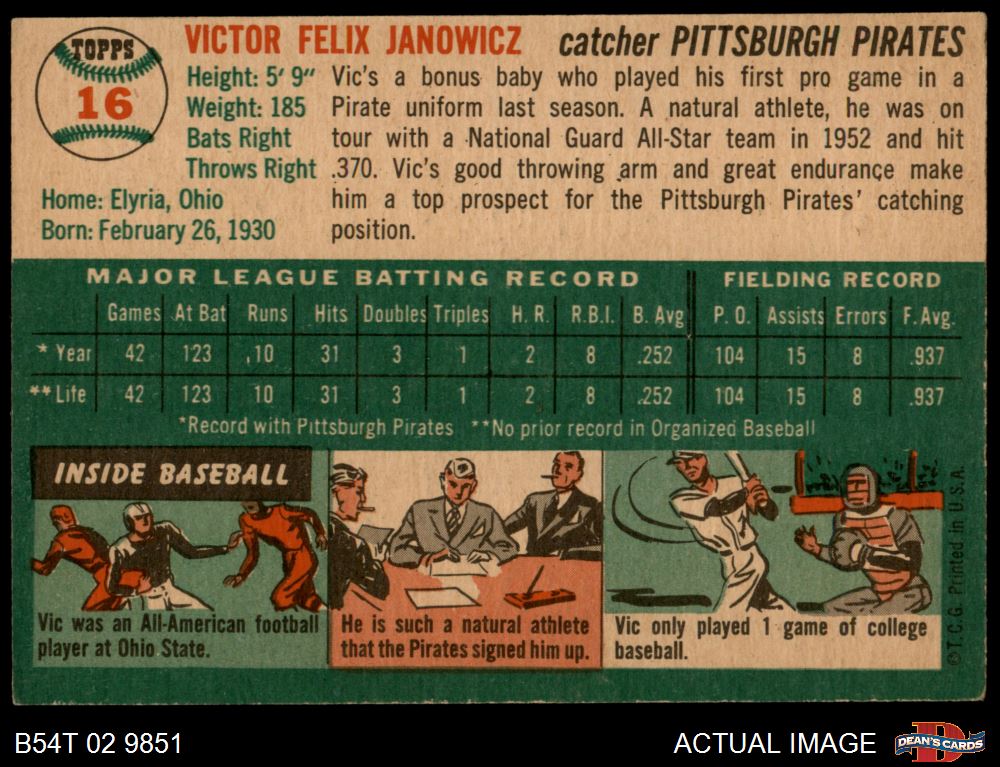 TOPPS
16
VICTOR FELIX JANOWICZ catcher PITTSBURGH PIRATES
Height: 5' 9"
Weight: 185
Bats Right
Throws Right
Home: Elyria, Ohio
Born: February 26, 1930
Vic's a bonus baby who played his first pro game in a
Pirate uniform last season. A natural athlete, he was on
tour with a National Guard All-Star team in 1952 and hit
.370. Vic's good throwing arm and great endurance make
him a top prospect for the Pittsburgh Pirates' catching
position.
MAJOR LEAGUE BATTING RECORD FIELDING RECORD
Games At Bat Runs Hits Doubles Triples H. R. R.B.I. B. Avg. P. O. Assists Errors F. Avg.
* Year 42 123 10 31 3 1 2 8 .252 104 15 8 .937
** Life 42 123 10 31 3 1 2 8 .252 104 15 8 .937
*Record with Pittsburgh Pirates **No prior record in Organized Baseball
INSIDE BASEBALL
Vic was an All-American football
player at Ohio State.
He is such a natural athlete
that the Pirates signed him up.
Vic only played 1 game of college
baseball.
© T. C. G. Printed in U. S. A.
B54T 02 9851
ACTUAL IMAGE
D
DEAN'S CARDS